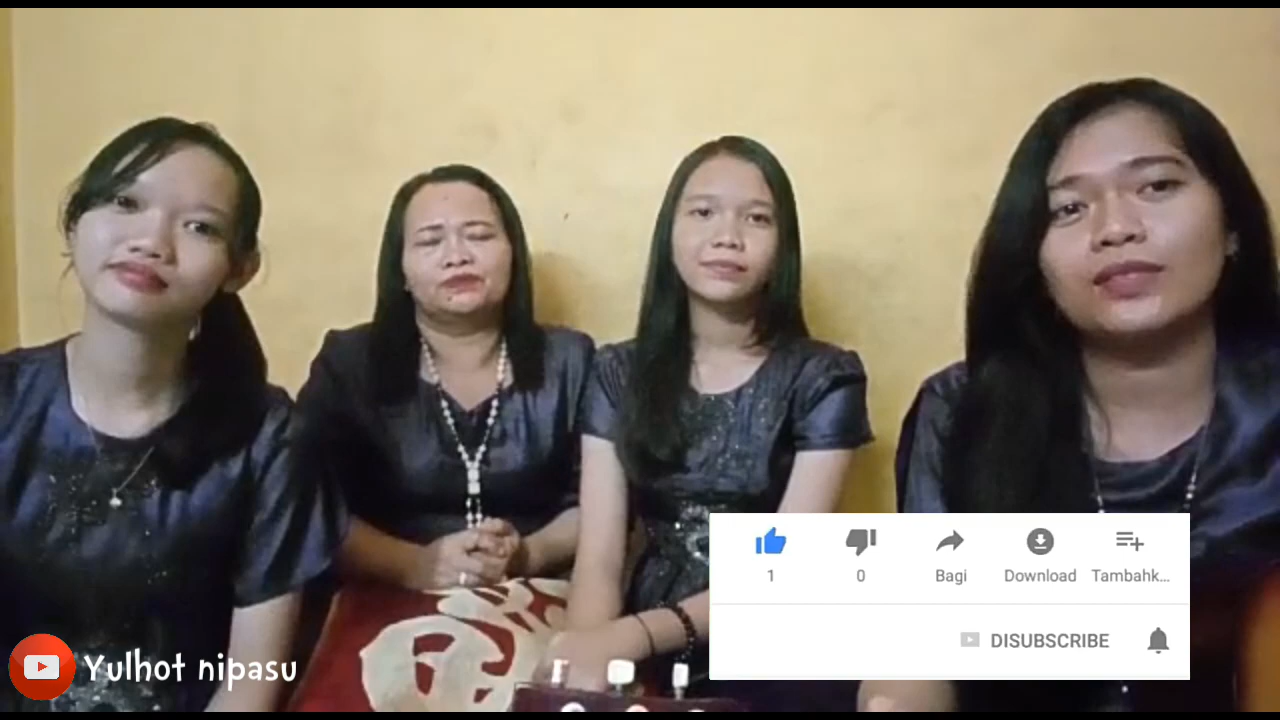 1
0
Bagi
Download
Tambahk...
DISUBSCRIBE
Yulhot nipasu